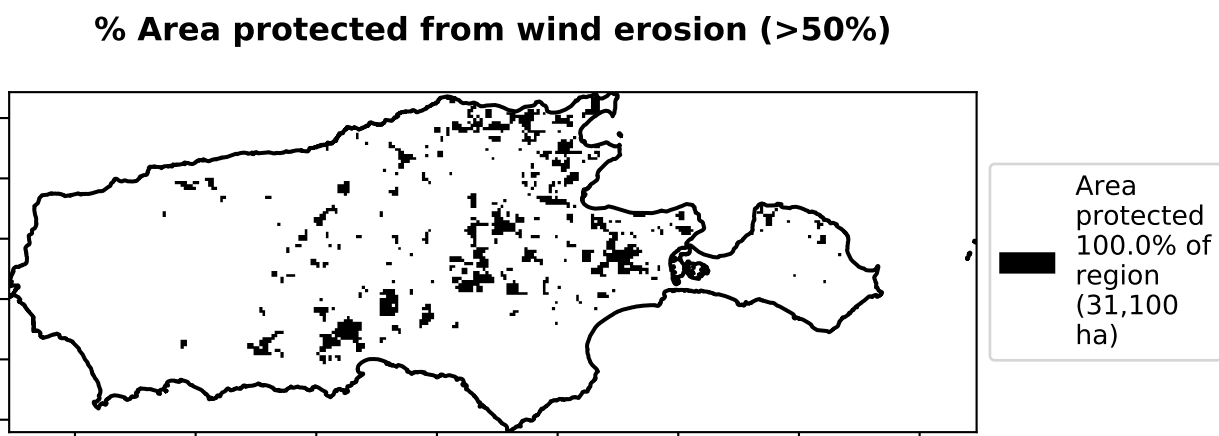 % Area protected from wind erosion (>50%)
Area
protected
100.0% of
region
(31,100
ha)